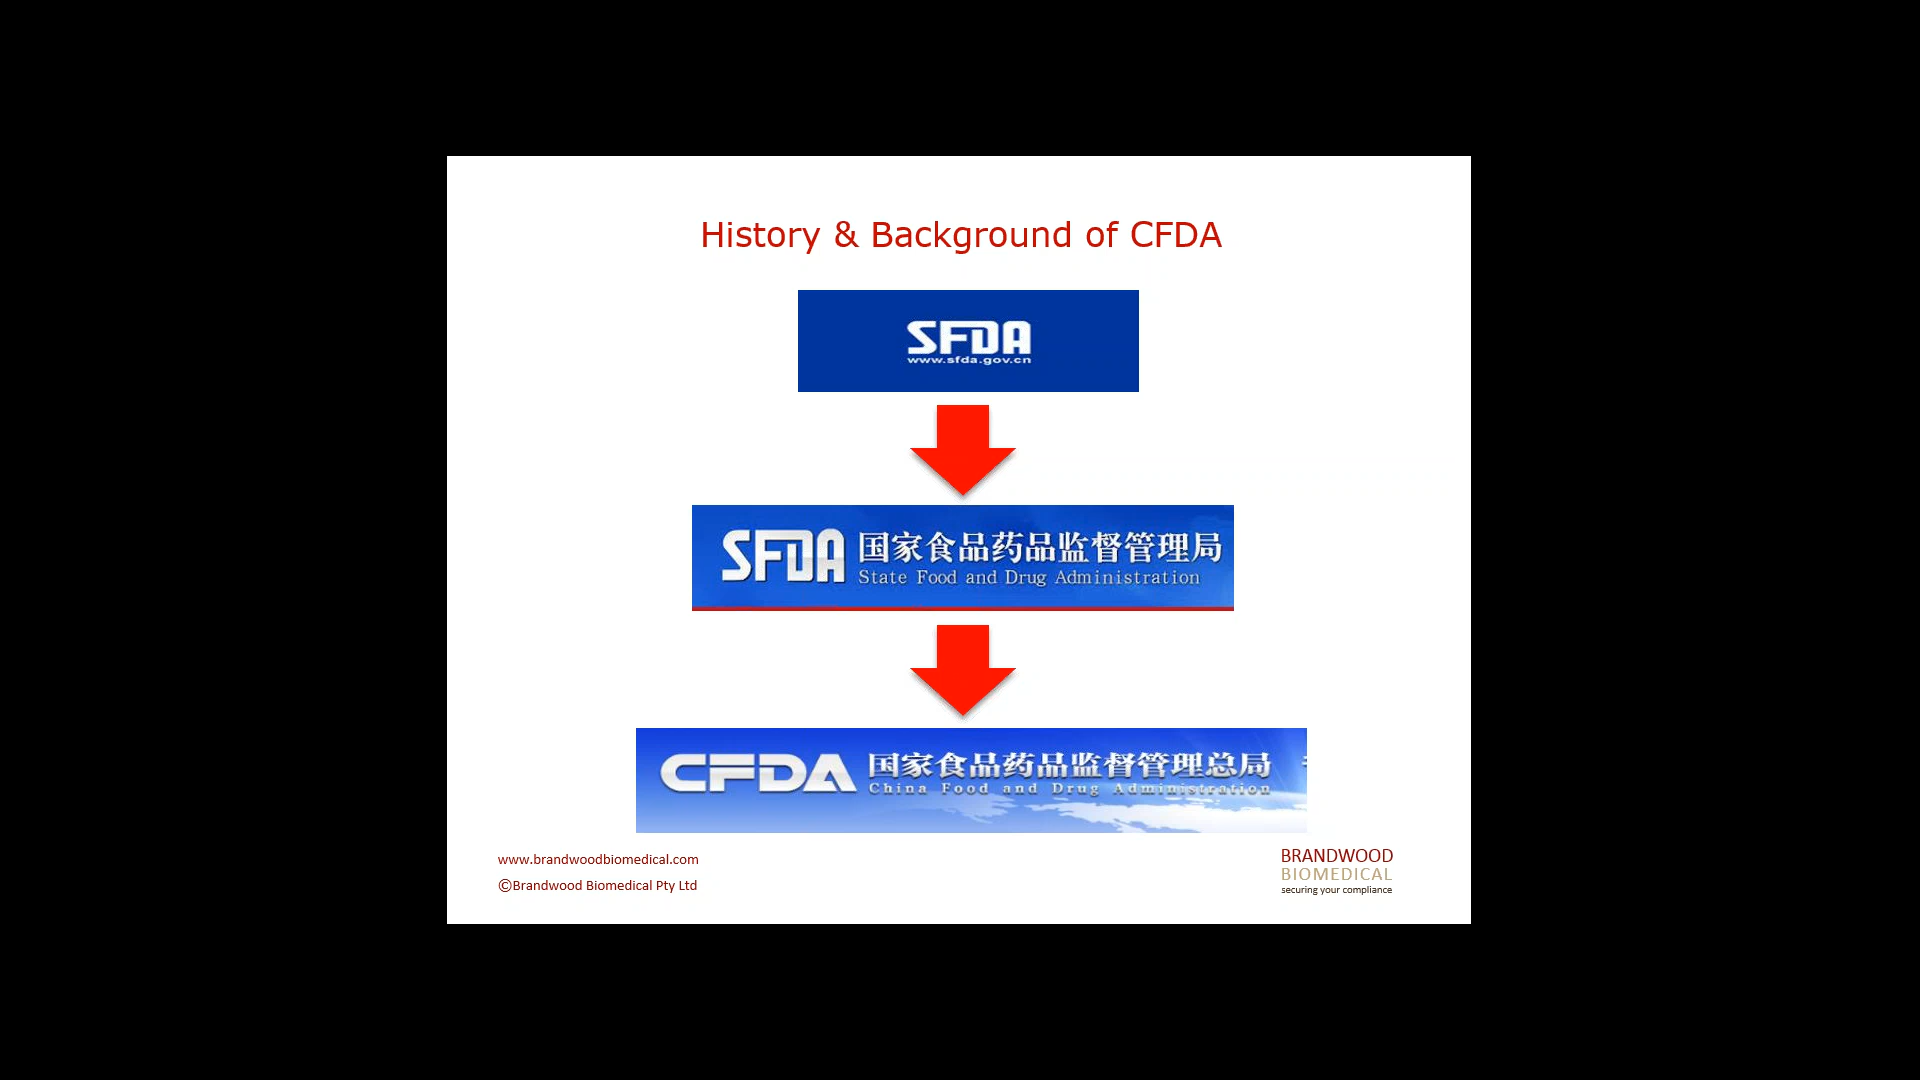 History & Background of CFDA
SFDA
www.sfda.gov.cn
SFDA 国家食品药品监督管理局
State Food and Drug Administration
CFDA 国家食品药品监督管理总局
China Food and Drug Administration
www.brandwoodbiomedical.com
©Brandwood Biomedical Pty Ltd
BRANDWOOD
BIOMEDICAL
securing your compliance